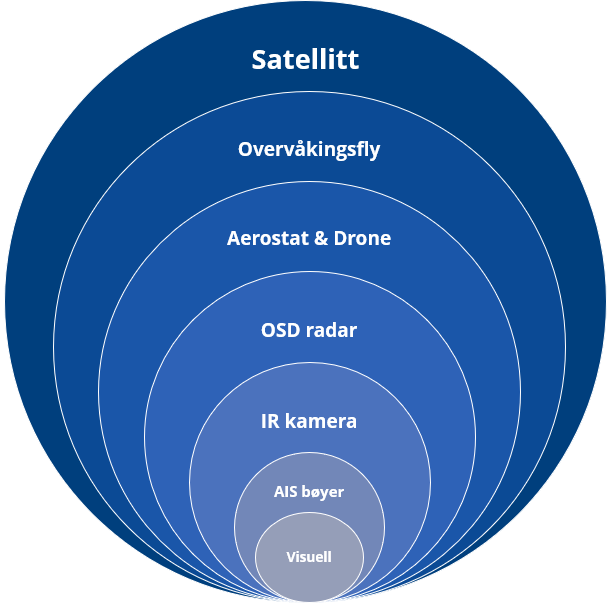 Satellitt
Overvåkingsfly
Aerostat & Drone
OSD radar
IR kamera
AIS bøyer
Visuell